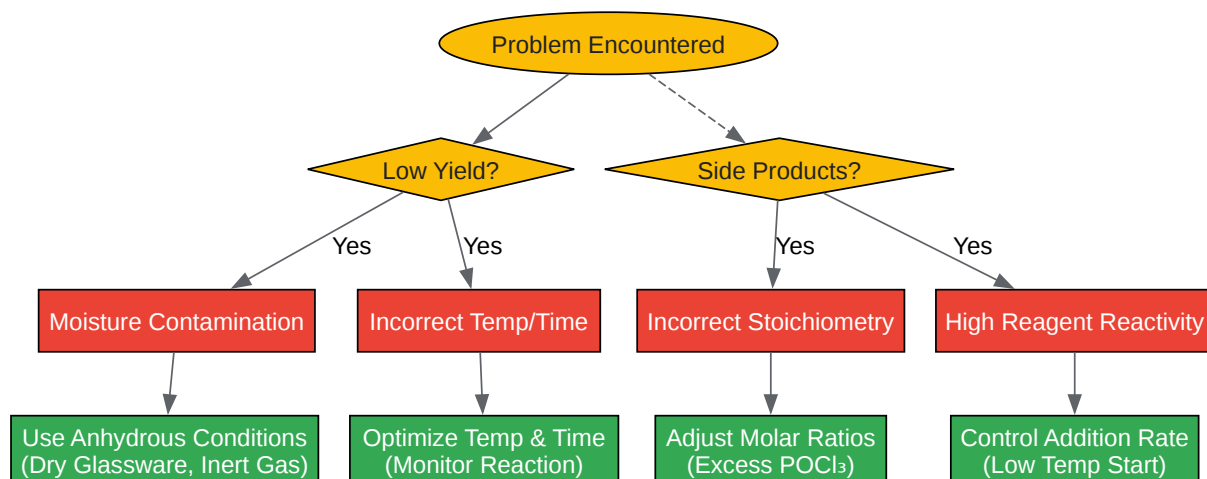 Problem Encountered
Low Yield?
Side Products?
Yes
Yes
Yes
Yes
Moisture Contamination
Incorrect Temp/Time
Incorrect Stoichiometry
High Reagent Reactivity
Use Anhydrous Conditions
(Dry Glassware, Inert Gas)
Optimize Temp & Time
(Monitor Reaction)
Adjust Molar Ratios
(Excess POCl₃)
Control Addition Rate
(Low Temp Start)